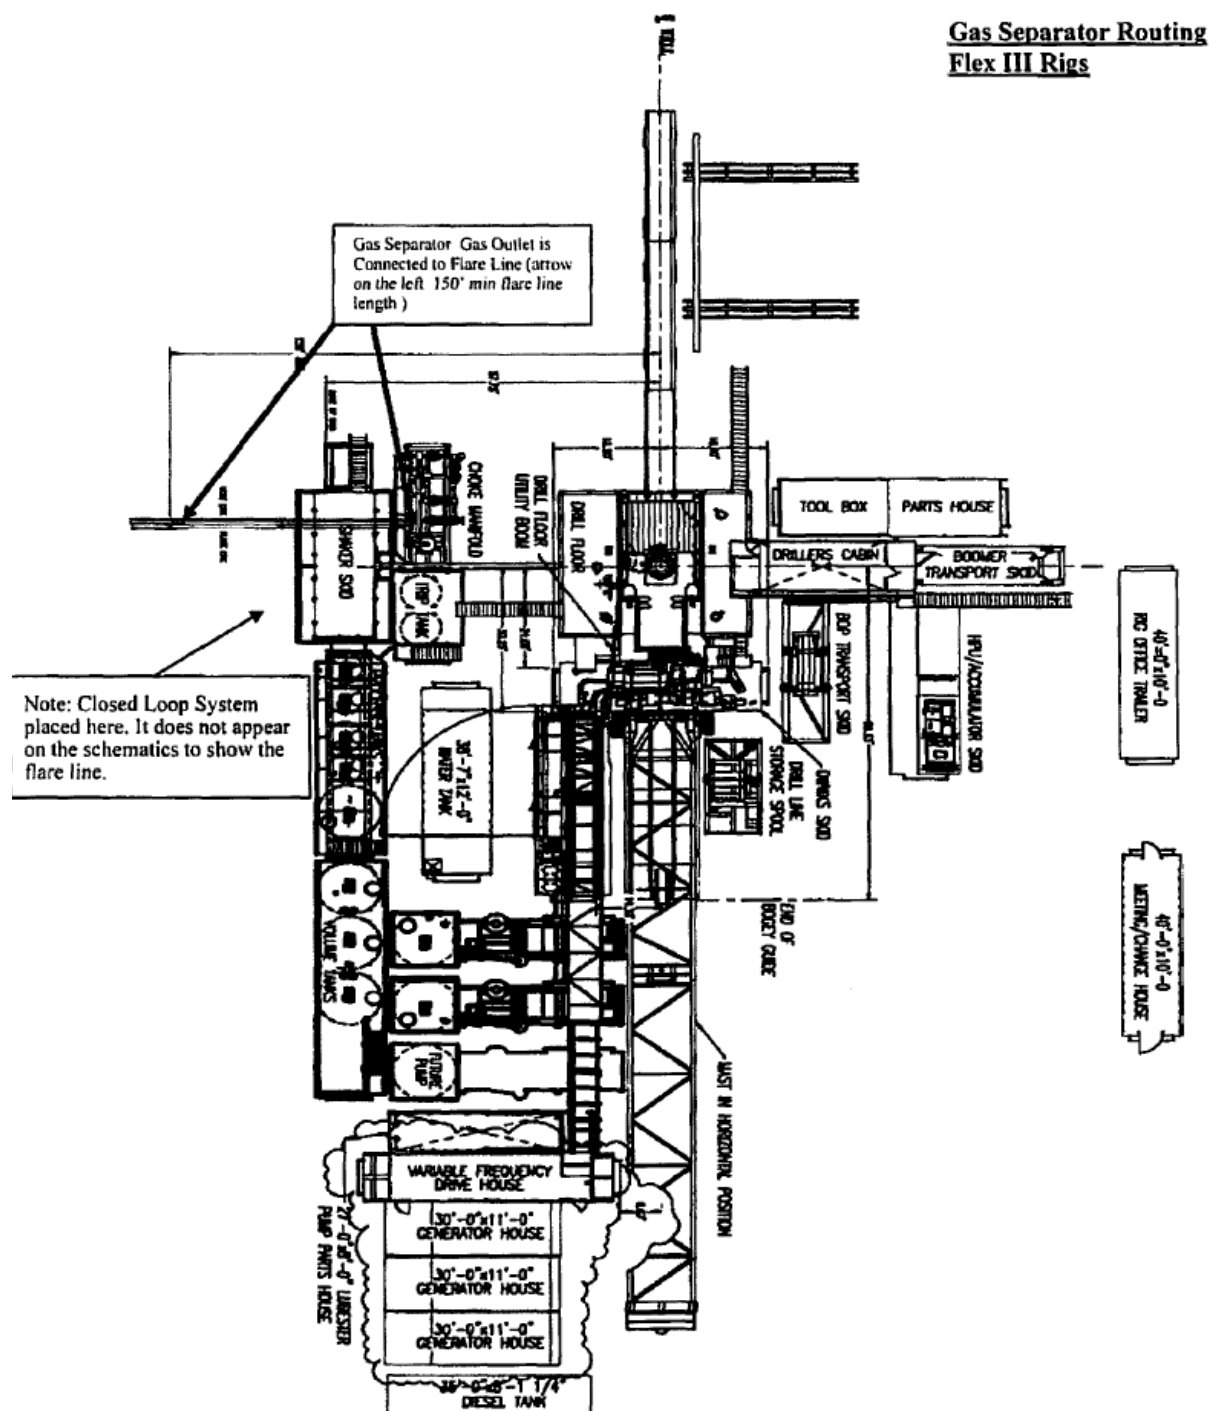 Gas Separator Routing
Flex III Rigs
Gas Separator Gas Outlet is
Connected to Flare Line (arrow
on the left 150' min flare line
length )
CHOKE MANIFOLD
DRILL FLOOR
UTILITY BOOM
DRILL FLOOR
TOOL BOX
PARTS HOUSE
DRILLERS CABIN
BOOMER
TRANSPORT SKID
SHAKER SKID
TRIP
TANK
BOP TRANSPORT SKID
HPU/ACCUMULATOR SKID
40'-0"x10'-0
Note: Closed Loop System
placed here. It does not appear
on the schematics to show the
flare line.
38'-7"x12'-0"
WATER TANK
DRILL LINE
STORAGE SPOOL
END OF
BOGEY GUIDE
40'-0"x10'-0
MEETING/CHANGE HOUSE
VOLUME TANKS
FUTURE
PUMP
MAST IN HORIZONTAL POSITION
VARIABLE FREQUENCY
DRIVE HOUSE
PUMP PARTS HOUSE
30'-0"x11'-0"
GENERATOR HOUSE
30'-0"x11'-0"
GENERATOR HOUSE
30'-0"x11'-0"
GENERATOR HOUSE
DIESEL TANK